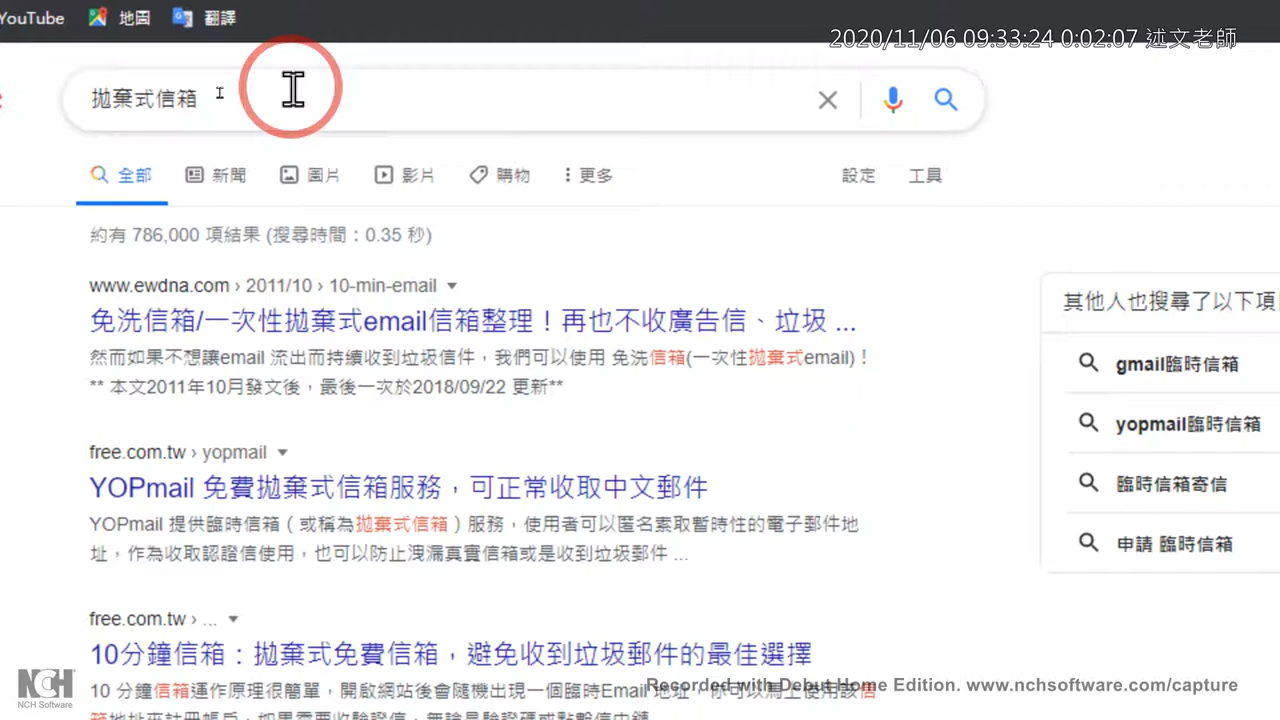 YouTube 地圖 翻譯
2020/11/06 09:33:24 0:02:07 述文老師
拋棄式信箱
全部 新聞 圖片 影片 購物 更多 設定 工具
約有 786,000 項結果 (搜尋時間：0.35 秒)
www.ewdna.com › 2011/10 › 10-min-email
免洗信箱/一次性拋棄式email信箱整理！再也不收廣告信、垃圾 ...
然而如果不想讓email 流出而持續收到垃圾信件，我們可以使用 免洗信箱(一次性拋棄式email)！
** 本文2011年10月發文後，最後一次於2018/09/22 更新**
free.com.tw › yopmail
YOPmail 免費拋棄式信箱服務，可正常收取中文郵件
YOPmail 提供臨時信箱（或稱為拋棄式信箱）服務，使用者可以匿名索取暫時性的電子郵件地
址，作為收取認證信使用，也可以防止洩漏真實信箱或是收到垃圾郵件 ...
free.com.tw › ...
10分鐘信箱：拋棄式免費信箱，避免收到垃圾郵件的最佳選擇
10 分鐘信箱運作原理很簡單，開啟網站後會隨機出現一個臨時Email 地址，你可以馬上使用該信
其他人也搜尋了以下項
gmail臨時信箱
yopmail臨時信箱
臨時信箱寄信
申請 臨時信箱
NCH
NCH Software
Recorded with Debut Home Edition. www.nchsoftware.com/capture